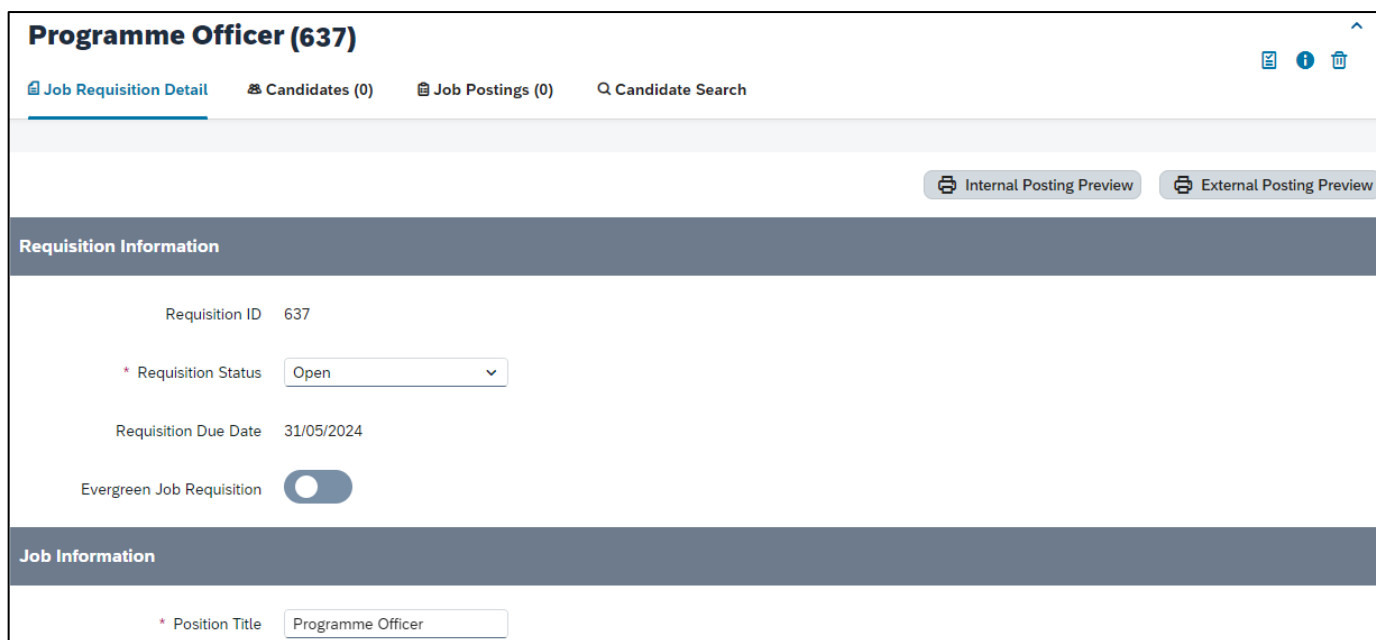 Programme Officer (637)
Job Requisition Detail Candidates (0) Job Postings (0) Candidate Search
Internal Posting Preview External Posting Preview
Requisition Information
Requisition ID 637
* Requisition Status Open
Requisition Due Date 31/05/2024
Evergreen Job Requisition
Job Information
* Position Title Programme Officer